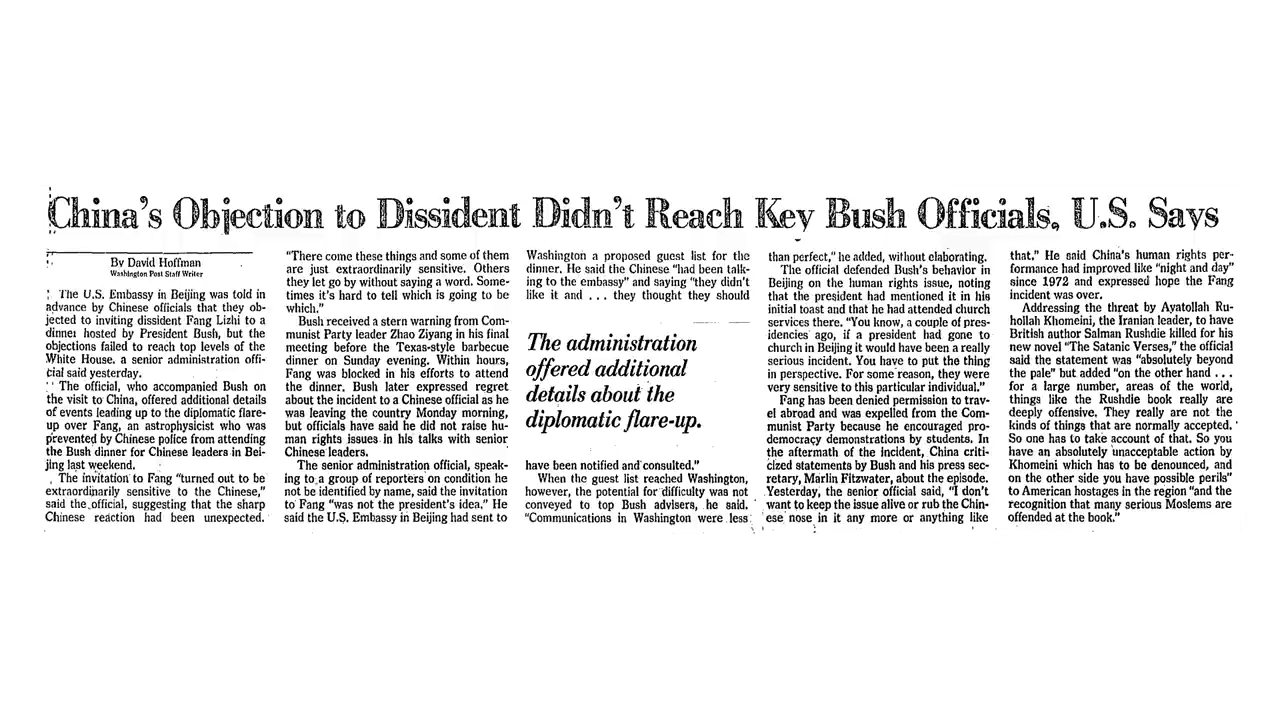 China's Objection to Dissident Didn't Reach Key Bush Officials, U.S. Says
By David Hoffman
Washington Post Staff Writer
The U.S. Embassy in Beijing was told in
advance by Chinese officials that they ob-
jected to inviting dissident Fang Lizhi to a
dinner hosted by President Bush, but the
objections failed to reach top levels of the
White House, a senior administration offi-
cial said yesterday.
The official, who accompanied Bush on
the visit to China, offered additional details
of events leading up to the diplomatic flare-
up over Fang, an astrophysicist who was
prevented by Chinese police from attending
the Bush dinner for Chinese leaders in Bei-
jing last weekend.
The invitation to Fang "turned out to be
extraordinarily sensitive to the Chinese,"
said the official, suggesting that the sharp
Chinese reaction had been unexpected.
"There come these things and some of them
are just extraordinarily sensitive. Others
they let go by without saying a word. Some-
times it's hard to tell which is going to be
which."
Bush received a stern warning from Com-
munist Party leader Zhao Ziyang in his final
meeting before the Texas-style barbecue
dinner on Sunday evening. Within hours,
Fang was blocked in his efforts to attend
the dinner. Bush later expressed regret
about the incident to a Chinese official as he
was leaving the country Monday morning,
but officials have said he did not raise hu-
man rights issues in his talks with senior
Chinese leaders.
The senior administration official, speak-
ing to a group of reporters on condition he
not be identified by name, said the invitation
to Fang "was not the president's idea." He
said the U.S. Embassy in Beijing had sent to
Washington a proposed guest list for the
dinner. He said the Chinese "had been talk-
ing to the embassy" and saying "they didn't
like it and . . . they thought they should
The administration
offered additional
details about the
diplomatic flare-up.
have been notified and consulted."
When the guest list reached Washington,
however, the potential for difficulty was not
conveyed to top Bush advisers, he said.
"Communications in Washington were less
than perfect," he added, without elaborating.
The official defended Bush's behavior in
Beijing on the human rights issue, noting
that the president had mentioned it in his
initial toast and that he had attended church
services there. "You know, a couple of pres-
idencies ago, if a president had gone to
church in Beijing it would have been a really
serious incident. You have to put the thing
in perspective. For some reason, they were
very sensitive to this particular individual."
Fang has been denied permission to trav-
el abroad and was expelled from the Com-
munist Party because he encouraged pro-
democracy demonstrations by students. In
the aftermath of the incident, China criti-
cized statements by Bush and his press sec-
retary, Marlin Fitzwater, about the episode.
Yesterday, the senior official said, "I don't
want to keep the issue alive or rub the Chin-
ese nose in it any more or anything like
that." He said China's human rights per-
formance had improved like "night and day"
since 1972 and expressed hope the Fang
incident was over.
Addressing the threat by Ayatollah Ru-
hollah Khomeini, the Iranian leader, to have
British author Salman Rushdie killed for his
new novel "The Satanic Verses," the official
said the statement was "absolutely beyond
the pale" but added "on the other hand . . .
for a large number, areas of the world,
things like the Rushdie book really are
deeply offensive. They really are not the
kinds of things that are normally accepted.
So one has to take account of that. So you
have an absolutely unacceptable action by
Khomeini which has to be denounced, and
on the other side you have possible perils"
to American hostages in the region "and the
recognition that many serious Moslems are
offended at the book."